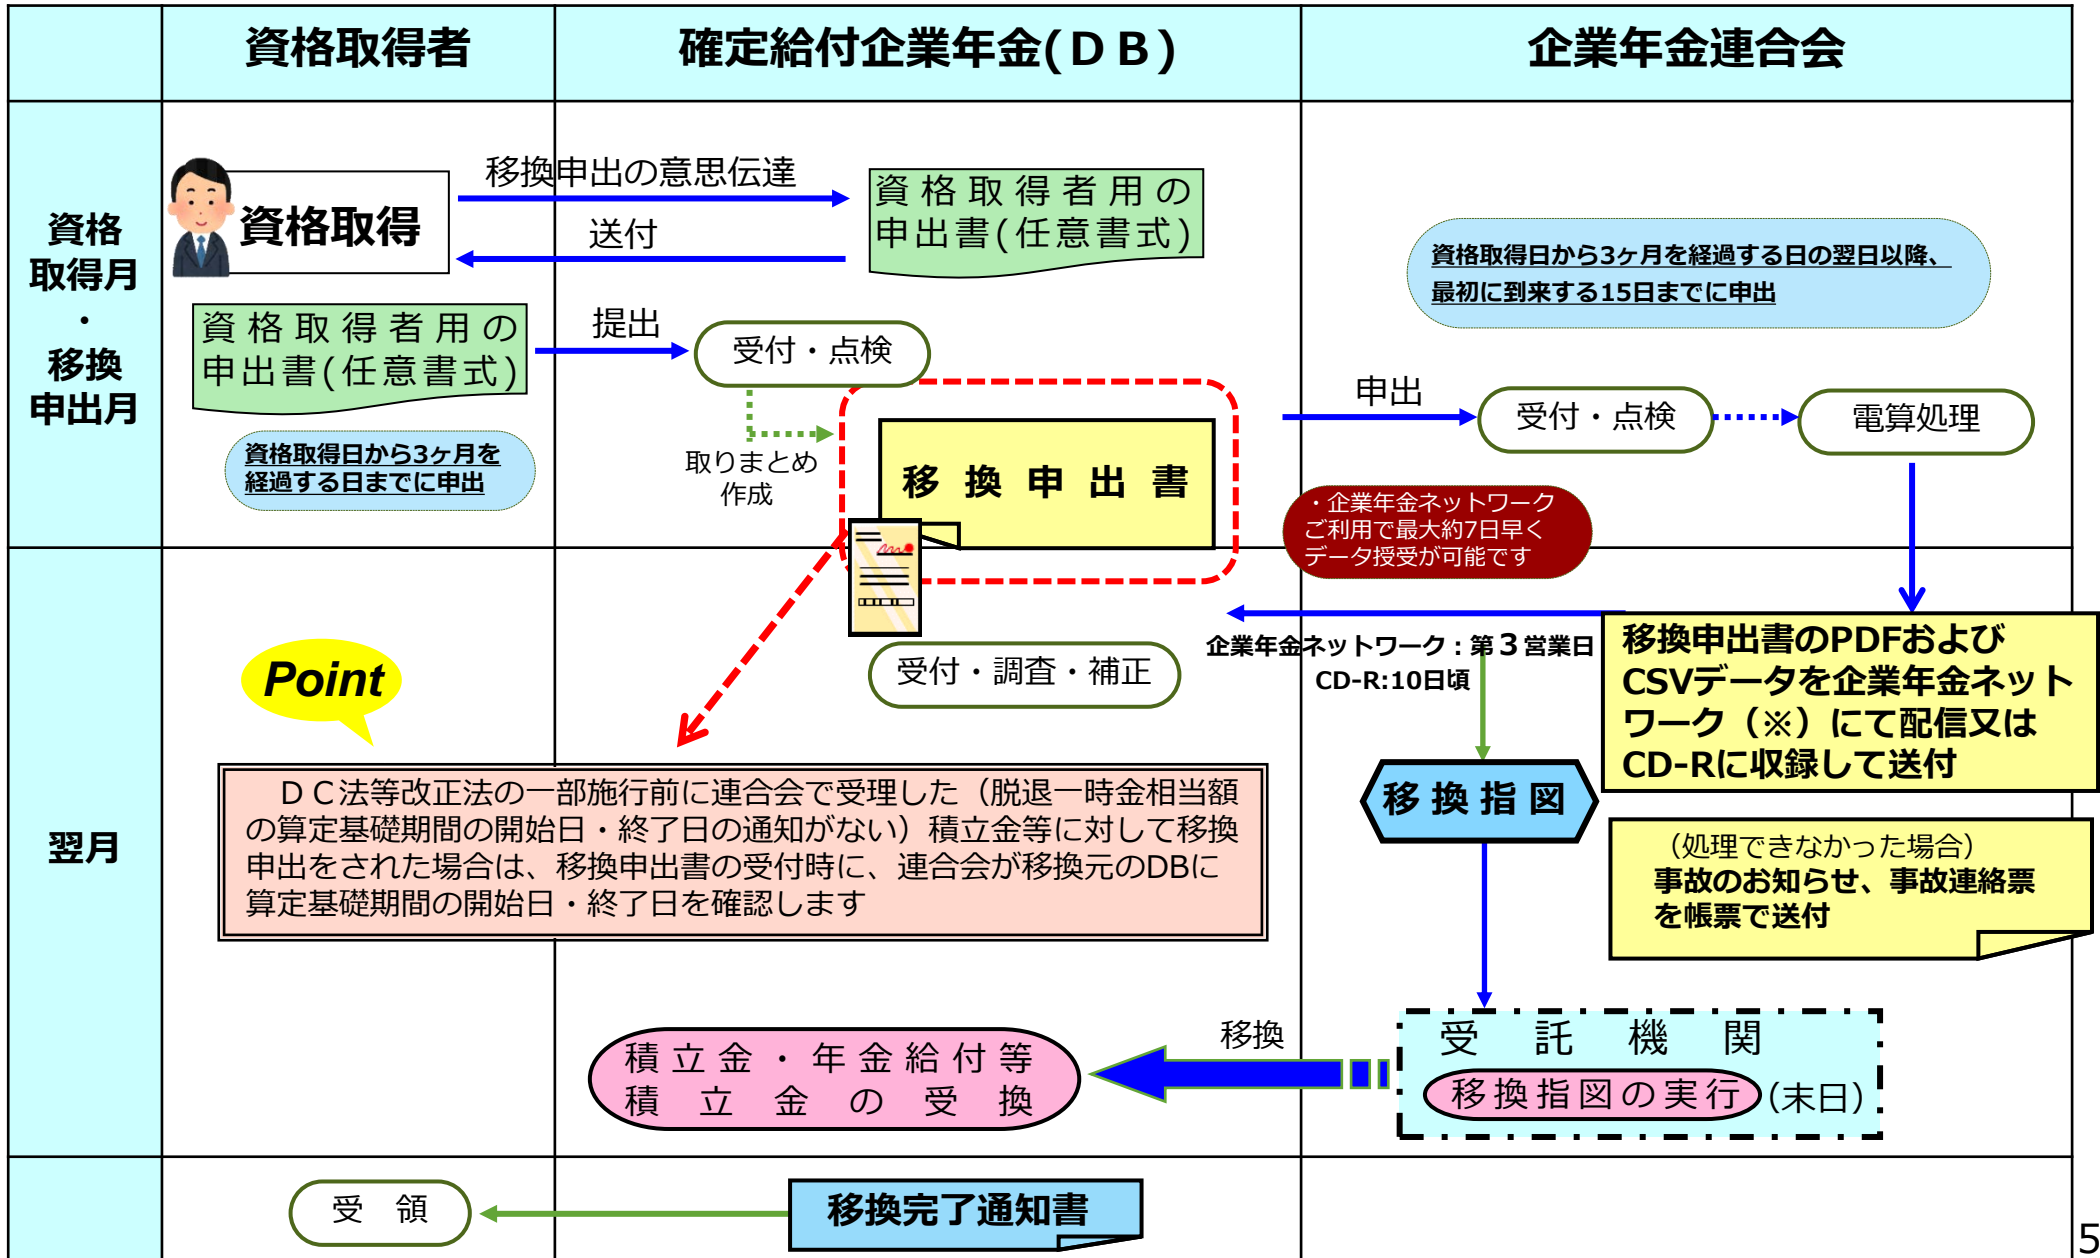 資格取得者
確定給付企業年金(ＤＢ)
企業年金連合会
資格
取得月
・
移換
申出月
資格取得
移換申出の意思伝達
送付
資格取得者用の
申出書(任意書式)
資格取得者用の
申出書(任意書式)
提出
受付・点検
資格取得日から3ヶ月を
経過する日までに申出
取りまとめ
作成
移換申出書
資格取得日から3ヶ月を経過する日の翌日以降、
最初に到来する15日までに申出
申出
受付・点検
電算処理
・企業年金ネットワーク
ご利用で最大約7日早く
データ授受が可能です
翌月
Point
受付・調査・補正
企業年金ネットワーク：第３営業日
CD-R:10日頃
移換申出書のPDFおよび
CSVデータを企業年金ネット
ワーク（※）にて配信又は
CD-Rに収録して送付
移換指図
（処理できなかった場合）
事故のお知らせ、事故連絡票
を帳票で送付
ＤＣ法等改正法の一部施行前に連合会で受理した（脱退一時金相当額
の算定基礎期間の開始日・終了日の通知がない）積立金等に対して移換
申出をされた場合は、移換申出書の受付時に、連合会が移換元のDBに
算定基礎期間の開始日・終了日を確認します
積立金・年金給付等
積立金の受換
移換
受託機関
移換指図の実行(末日)
受　領
移換完了通知書
5